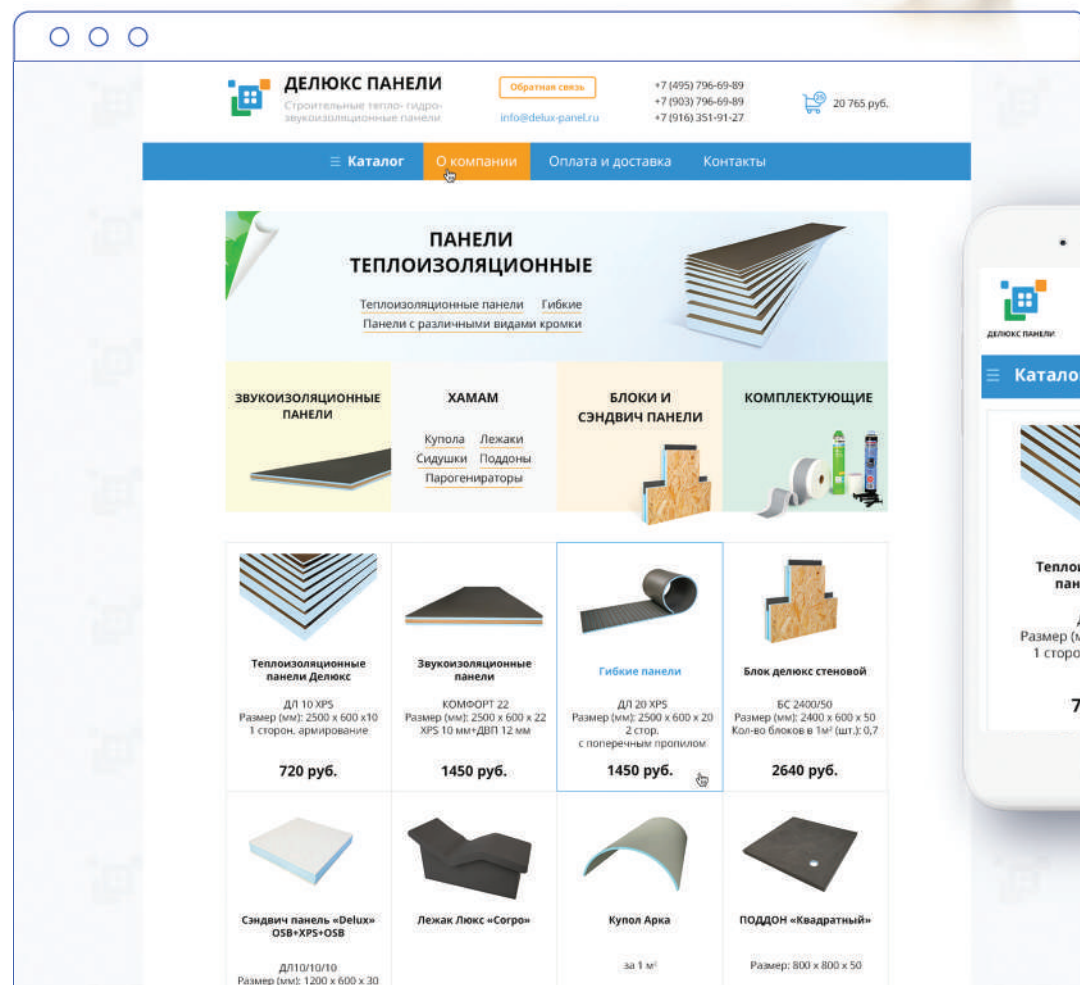 ДЕЛЮКС ПАНЕЛИ
Строительные тепло- гидро-
звукоизоляционные панели
Обратная связь
info@delux-panel.ru
+7 (495) 796-69-89
+7 (903) 796-69-89
+7 (916) 351-91-27
25
20 765 руб.
Каталог О компании Оплата и доставка Контакты
ПАНЕЛИ
ТЕПЛОИЗОЛЯЦИОННЫЕ
Теплоизоляционные панели Гибкие
Панели с различными видами кромки
ЗВУКОИЗОЛЯЦИОННЫЕ
ПАНЕЛИ
ХАМАМ
Купола Лежаки
Сидушки Поддоны
Парогенираторы
БЛОКИ И
СЭНДВИЧ ПАНЕЛИ
КОМПЛЕКТУЮЩИЕ
Теплоизоляционные
панели Делюкс
ДЛ 10 XPS
Размер (мм): 2500 x 600 x10
1 сторон. армирование
720 руб.
Звукоизоляционные
панели
КОМФОРТ 22
Размер (мм): 2500 x 600 x 22
XPS 10 мм+ДВП 12 мм
1450 руб.
Гибкие панели
ДЛ 20 XPS
Размер (мм): 2500 x 600 x 20
2 стор.
с поперечным пропилом
1450 руб.
Блок делюкс стеновой
БС 2400/50
Размер (мм): 2400 x 600 x 50
Кол-во блоков в 1м² (шт.): 0,7
2640 руб.
Сэндвич панель «Delux»
OSB+XPS+OSB
ДЛ10/10/10
Размер (мм): 1200 x 600 x 30
Лежак Люкс «Corpo»
Купол Арка
за 1 м²
ПОДДОН «Квадратный»
Размер: 800 x 800 x 50
ДЕЛЮКС ПАНЕЛИ
Катало
Тепло
пан
Размер (м
1 сторо
7